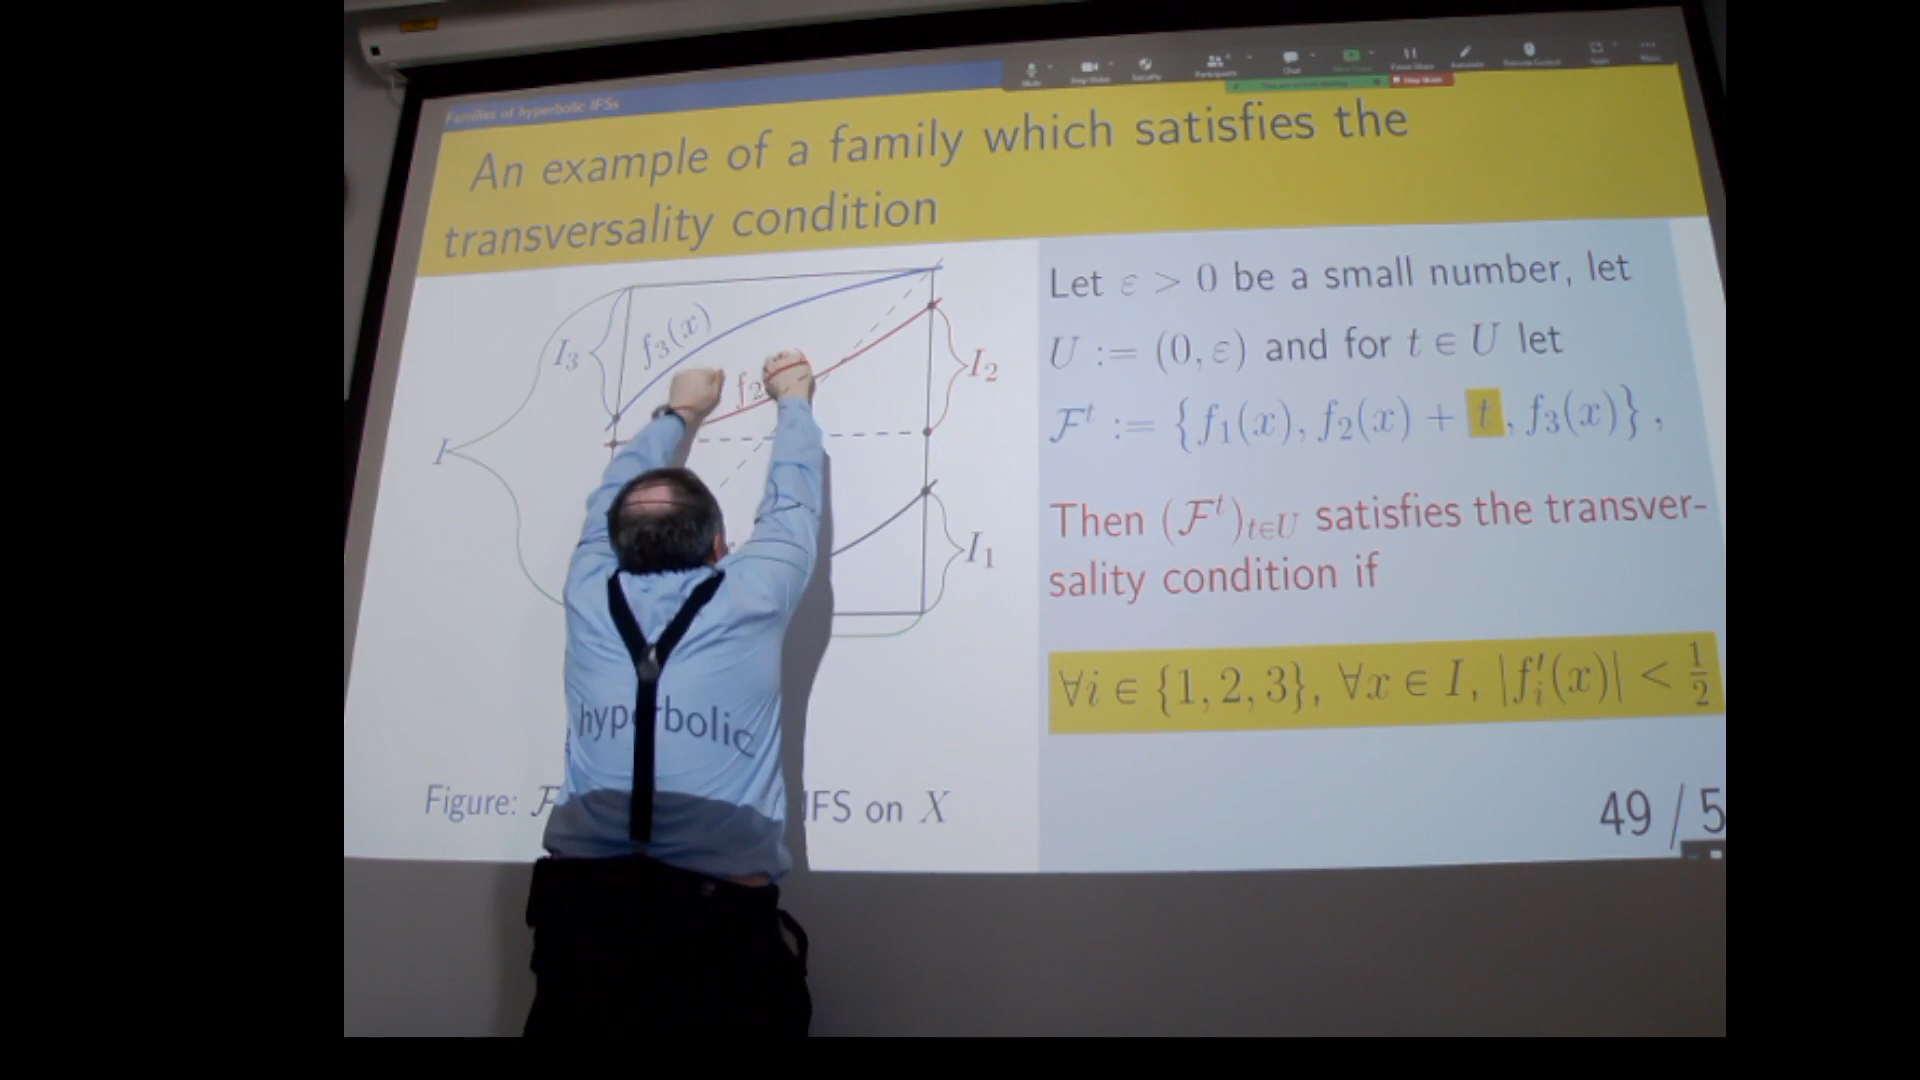 Families of hyperbolic IFSs
An example of a family which satisfies the
transversality condition
I₃
f₃(x)
f₂
I₂
I
I₁
hyperbolic
Figure: ℱ
IFS on X
Let ε > 0 be a small number, let
U := (0, ε) and for t ∈ U let
ℱᵗ := {f₁(x), f₂(x) + t, f₃(x)} ,
Then (ℱᵗ)ₜ∈U satisfies the transver-
sality condition if
∀i ∈ {1, 2, 3}, ∀x ∈ I, |f′ᵢ(x)| < 1/2
49 / 5